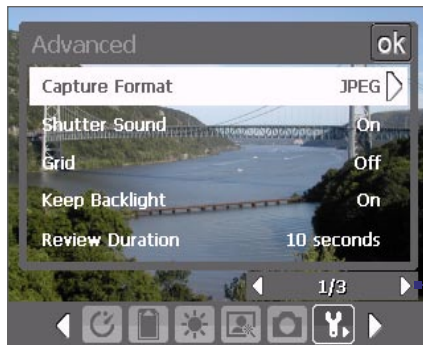 Advanced
ok
Capture Format JPEG
Shutter Sound On
Grid Off
Keep Backlight On
Review Duration 10 seconds
1/3